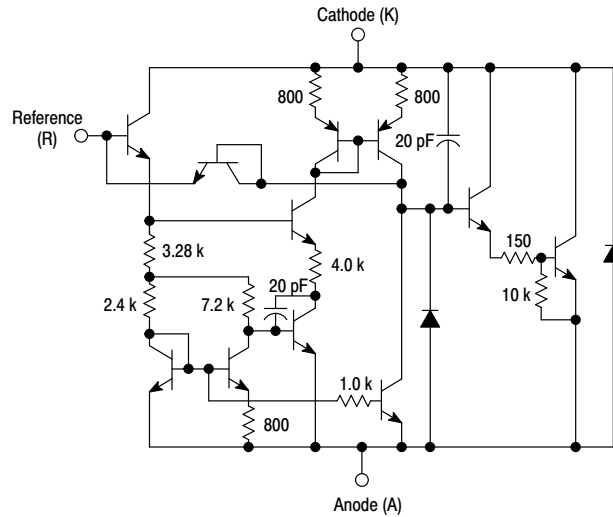 Cathode (K)
800
800
Reference
(R)
20 pF
3.28 k
4.0 k
150
2.4 k
7.2 k
20 pF
10 k
1.0 k
800
Anode (A)